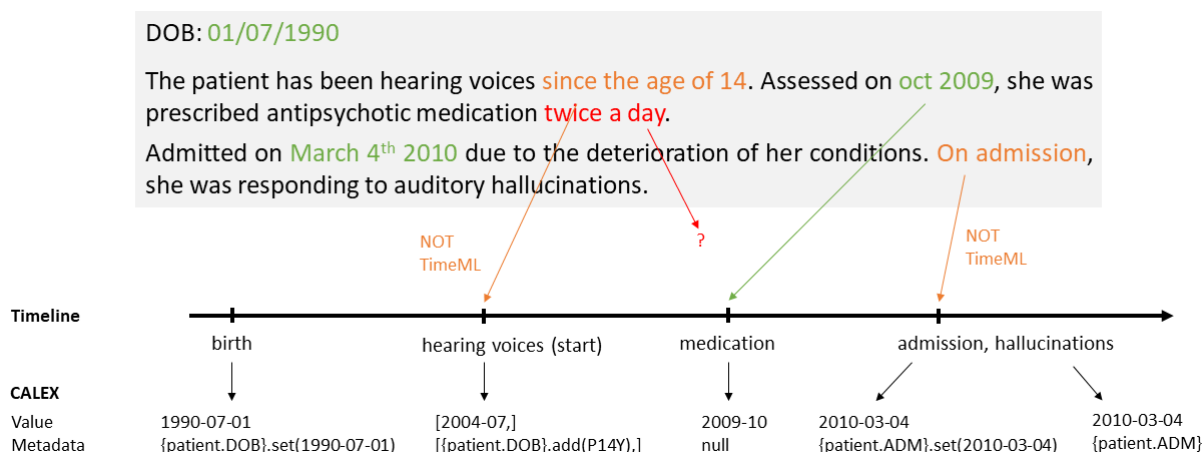 DOB: 01/07/1990
The patient has been hearing voices since the age of 14. Assessed on oct 2009, she was
prescribed antipsychotic medication twice a day.
Admitted on March 4th 2010 due to the deterioration of her conditions. On admission,
she was responding to auditory hallucinations.
?
NOT
TimeML
NOT
TimeML
Timeline
birth
hearing voices (start)
medication
admission, hallucinations
CALEX
Value 1990-07-01 [2004-07,] 2009-10 2010-03-04 2010-03-04
Metadata {patient.DOB}.set(1990-07-01) [{patient.DOB}.add(P14Y),] null {patient.ADM}.set(2010-03-04) {patient.ADM}